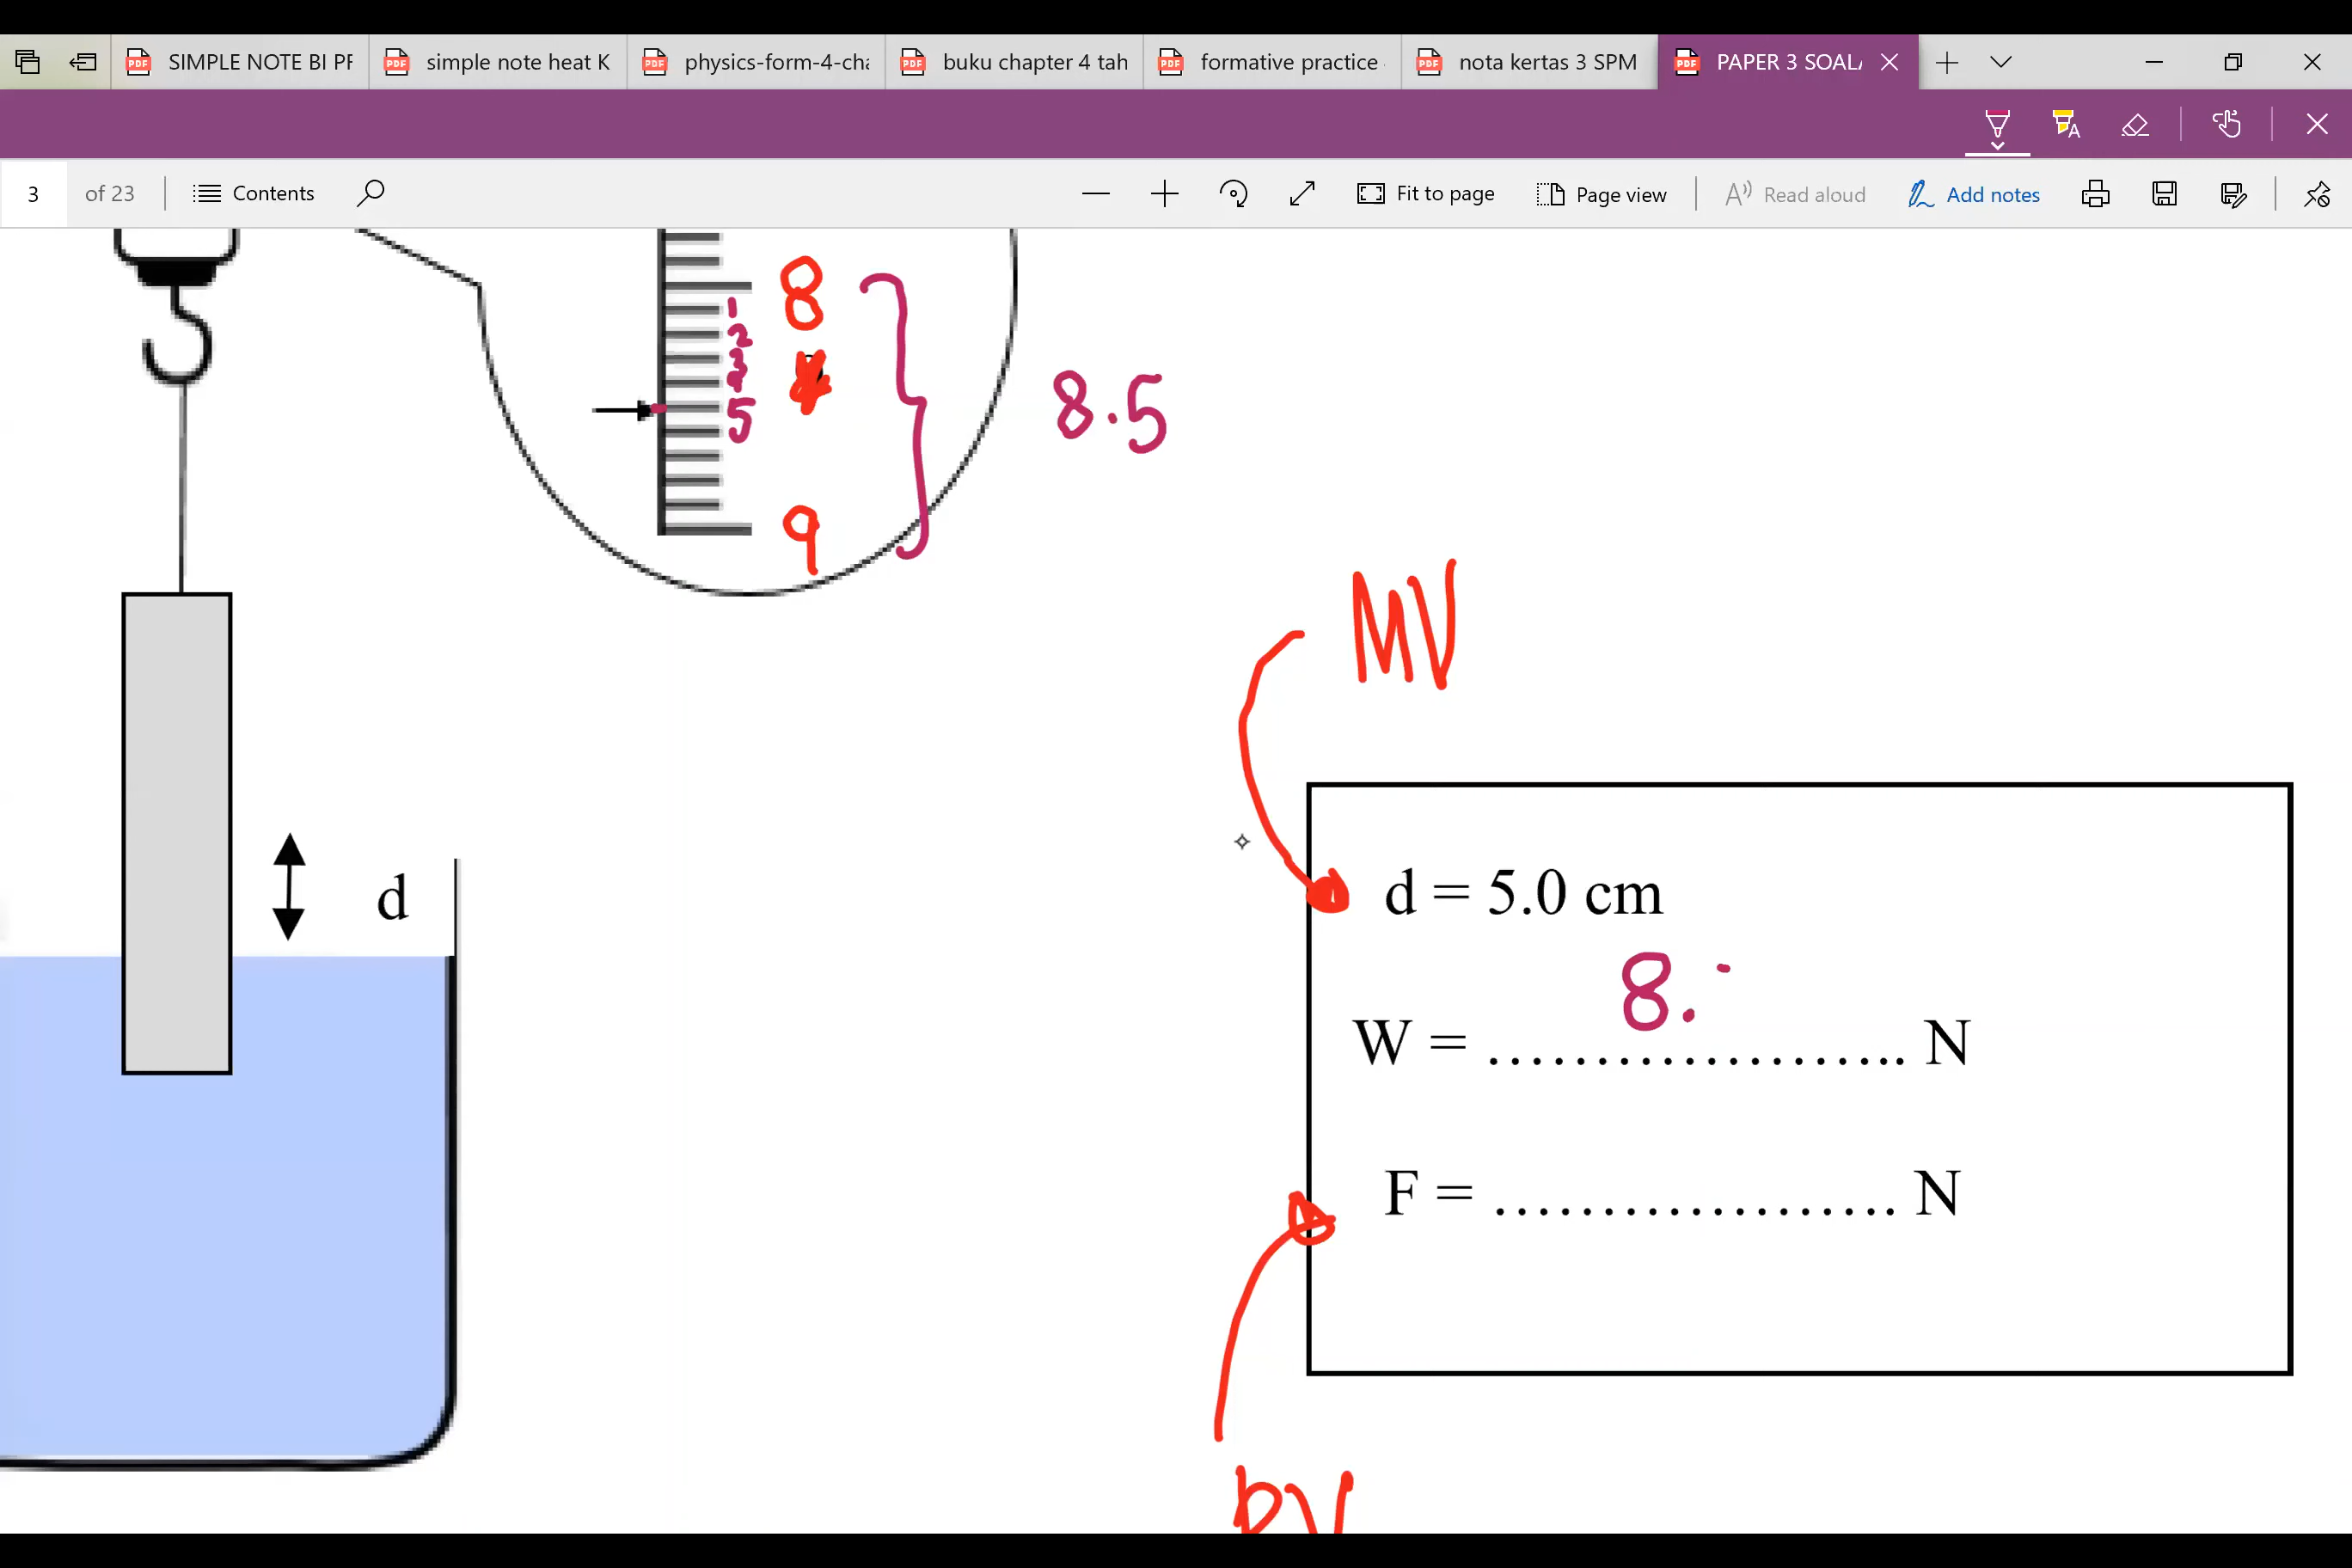 SIMPLE NOTE BI PF
simple note heat K
physics-form-4-cha
buku chapter 4 tah
formative practice
nota kertas 3 SPM
PAPER 3 SOAL
3 of 23
Contents
Fit to page
Page view
Read aloud
Add notes
8
1
2
3
4
5
9
8.5
MV
d
d = 5.0 cm
8.
W = ...................... N
F = ...................... N
RV